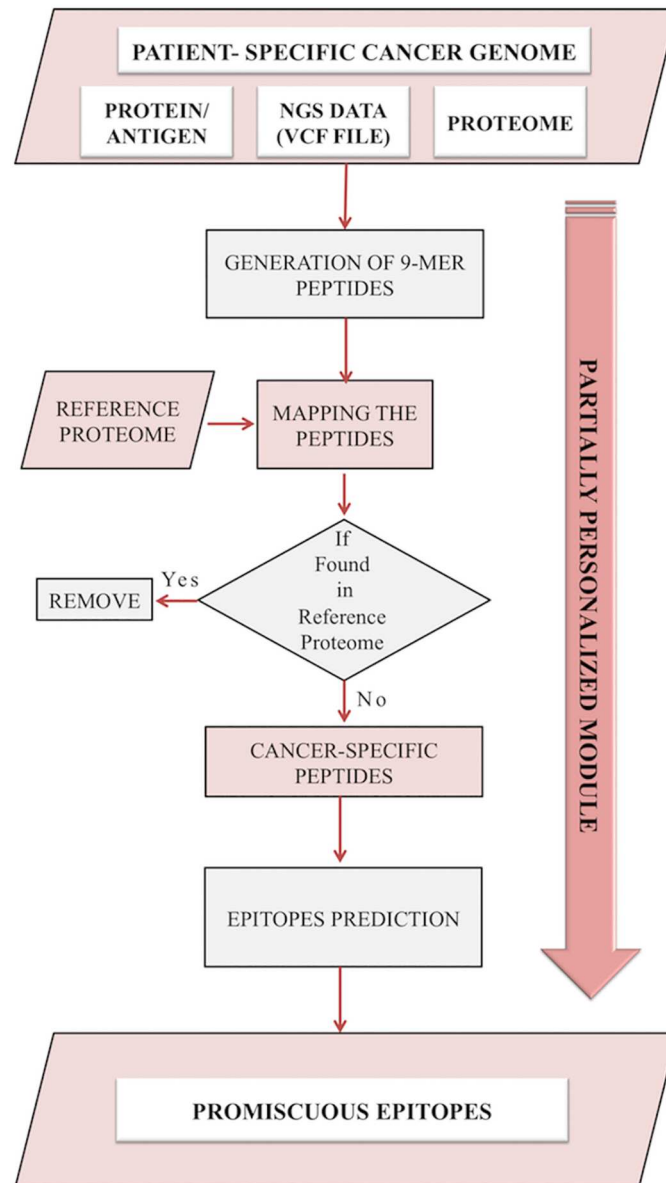 PATIENT- SPECIFIC CANCER GENOME
PROTEIN/
ANTIGEN
NGS DATA
(VCF FILE)
PROTEOME
GENERATION OF 9-MER
PEPTIDES
REFERENCE
PROTEOME
MAPPING THE
PEPTIDES
If
Found
in
Reference
Proteome
Yes
REMOVE
No
CANCER-SPECIFIC
PEPTIDES
EPITOPES PREDICTION
PROMISCUOUS EPITOPES
PARTIALLY PERSONALIZED MODULE